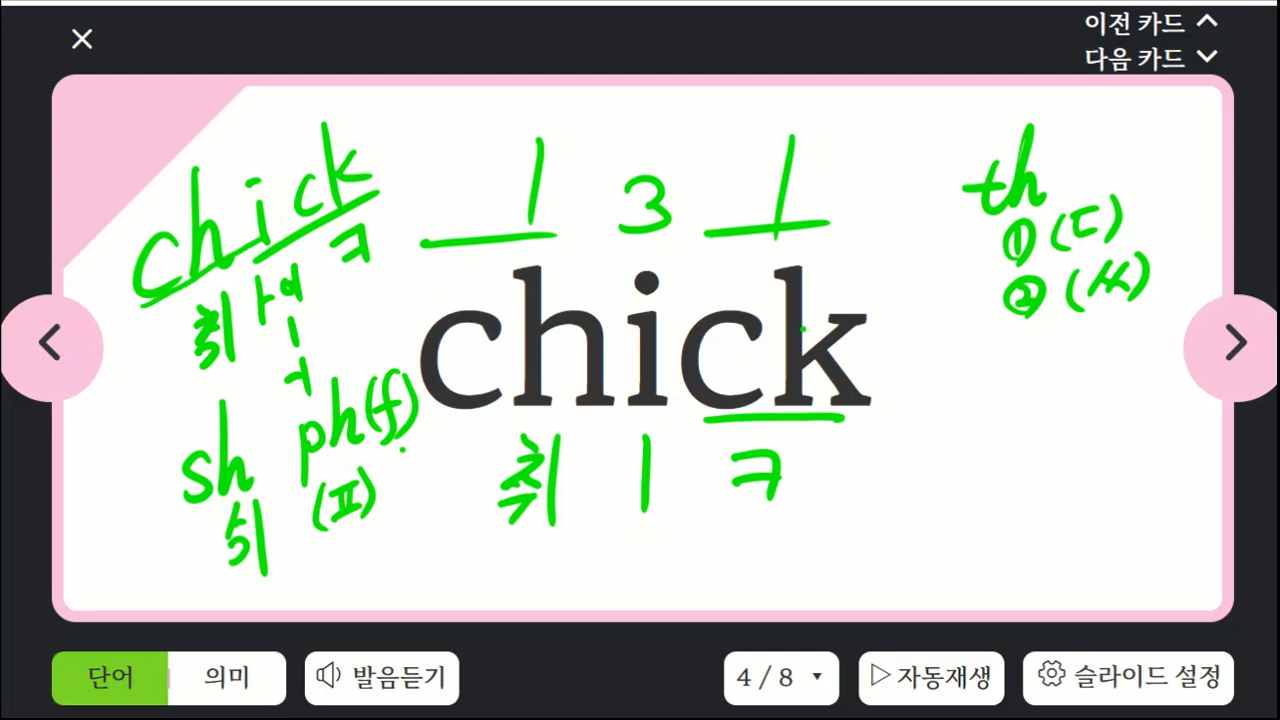 이전 카드
다음 카드
chick
ㅋ
취
ㅏ에
ㅣ
ㅓ
sh
쉬
ph(f)
(ㅍ)
1 3 1
chick
취 ㅣ ㅋ
th
① (ㄷ)
② (ㅆ)
단어
의미
발음듣기
4 / 8
자동재생
슬라이드 설정